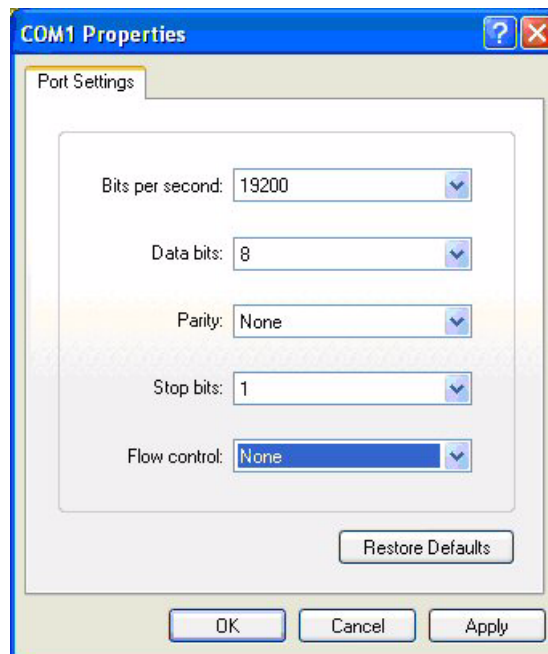 COM1 Properties
Port Settings
Bits per second: 19200
Data bits: 8
Parity: None
Stop bits: 1
Flow control: None
Restore Defaults
OK Cancel Apply